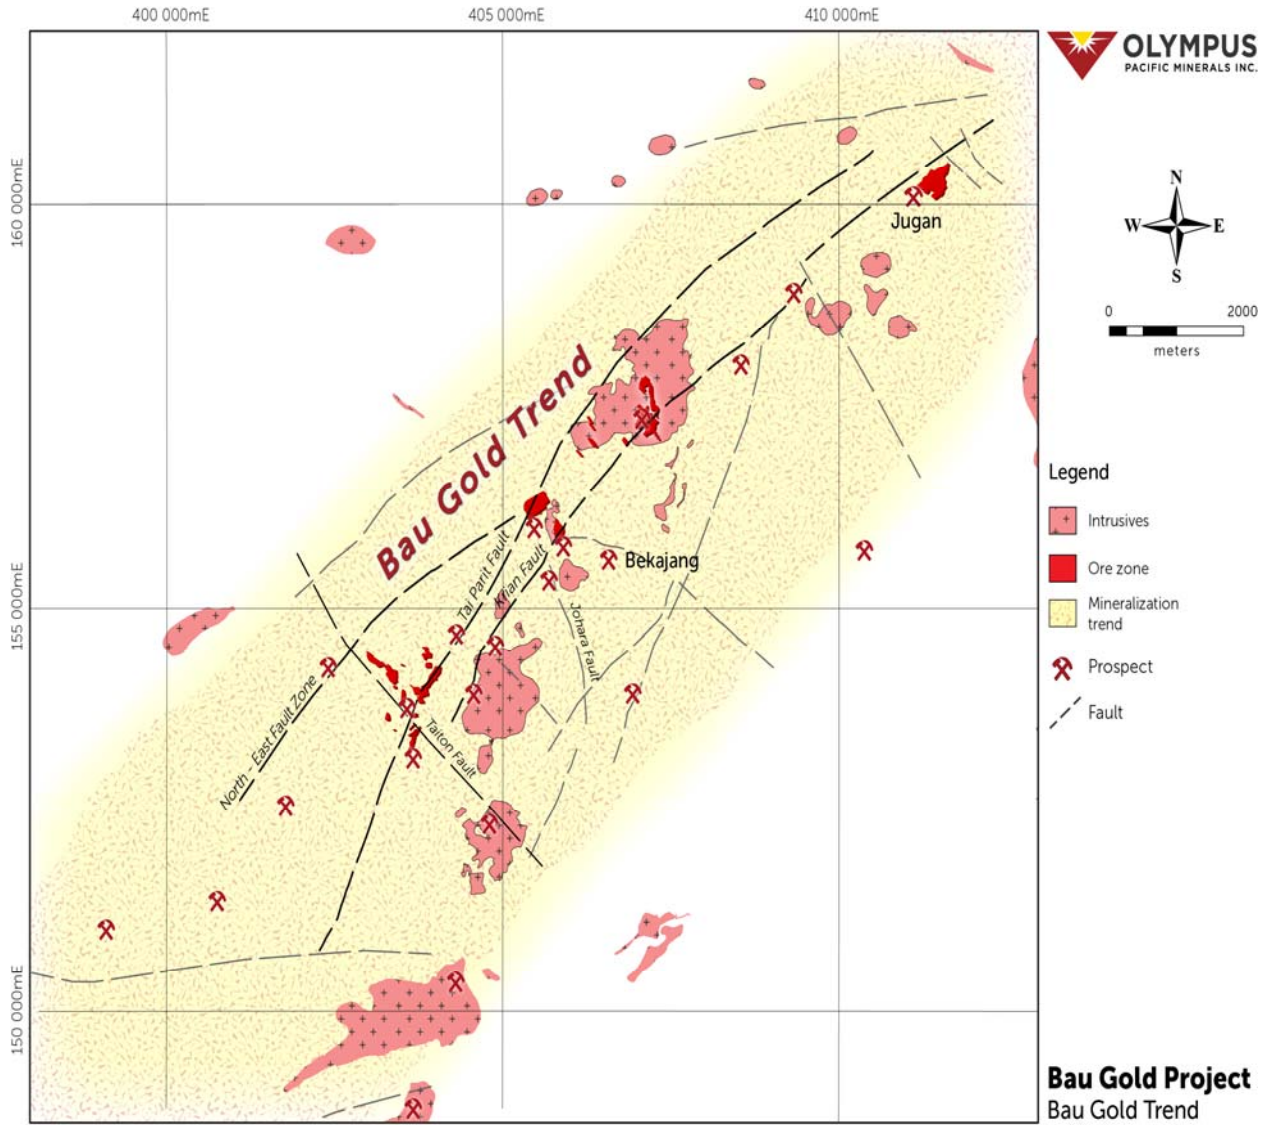 400 000mE
405 000mE
410 000mE
OLYMPUS
PACIFIC MINERALS INC.
160 000mE
N
W
E
S
Jugan
0
2000
meters
Bau Gold Trend
Legend
Intrusives
Bekajang
Tai Parit Fault
Krian Fault
Ore zone
155 000mE
Mineralization
trend
Johara Fault
Prospect
North - East Fault Zone
Taiton Fault
Fault
150 000mE
Bau Gold Project
Bau Gold Trend